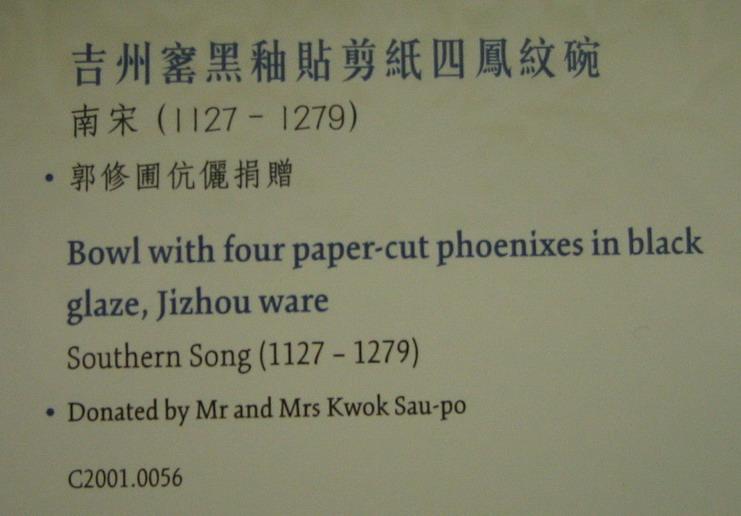 吉州窰黑釉貼剪紙四鳳紋碗
南宋 (1127 - 1279)
• 郭修圃伉儷捐贈
Bowl with four paper-cut phoenixes in black
glaze, Jizhou ware
Southern Song (1127 – 1279)
• Donated by Mr and Mrs Kwok Sau-po
C2001.0056